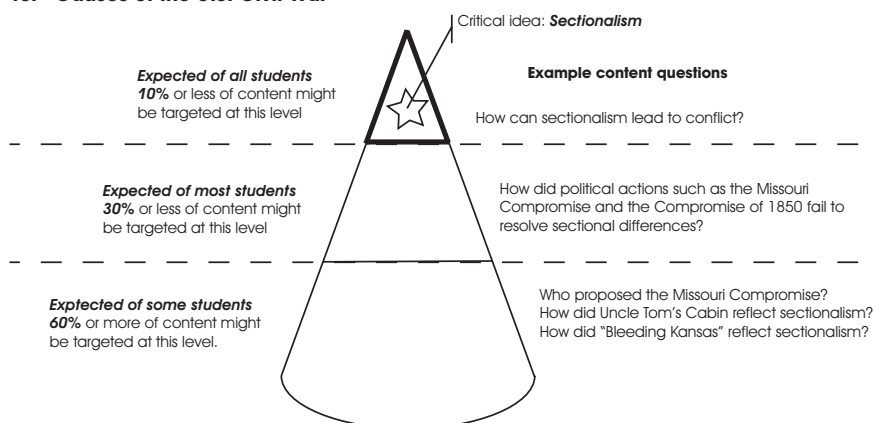 Critical idea: Sectionalism
Expected of all students
10% or less of content might
be targeted at this level
Example content questions
How can sectionalism lead to conflict?
Expected of most students
30% or less of content might
be targeted at this level
How did political actions such as the Missouri
Compromise and the Compromise of 1850 fail to
resolve sectional differences?
Exptected of some students
60% or more of content might
be targeted at this level.
Who proposed the Missouri Compromise?
How did Uncle Tom's Cabin reflect sectionalism?
How did "Bleeding Kansas" reflect sectionalism?